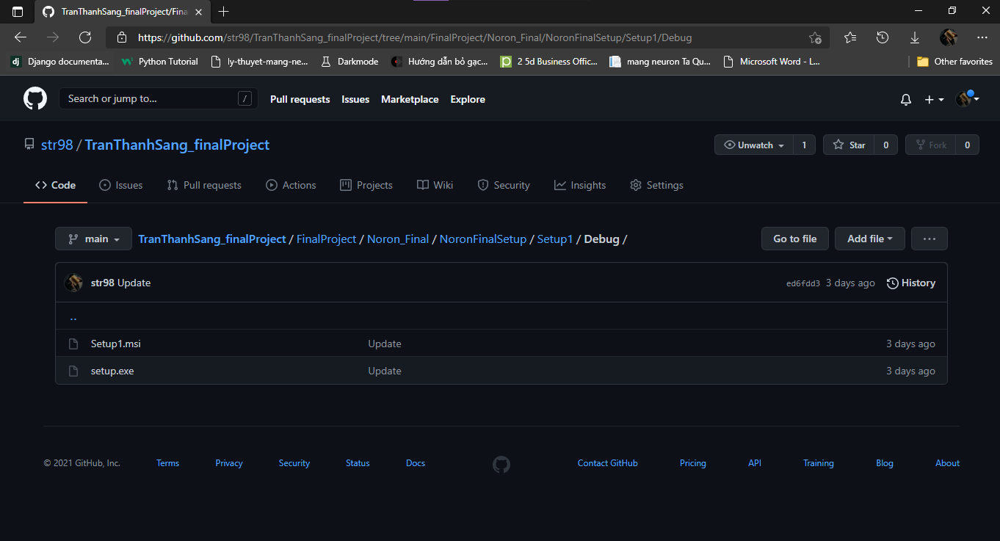 TranThanhSang_finalProject/Fina
https://github.com/str98/TranThanhSang_finalProject/tree/main/FinalProject/Noron_Final/NoronFinalSetup/Setup1/Debug
dj Django documenta... Python Tutorial ly-thuyet-mang-ne... Darkmode Hướng dẫn bỏ gạc... 2 5d Business Offic... mang neuron Ta Qu... Microsoft Word - L... Other favorites
Search or jump to... / Pull requests Issues Marketplace Explore
str98 / TranThanhSang_finalProject Unwatch 1 Star 0 Fork 0
Code Issues Pull requests Actions Projects Wiki Security Insights Settings
main TranThanhSang_finalProject / FinalProject / Noron_Final / NoronFinalSetup / Setup1 / Debug / Go to file Add file ...
str98 Update ed6fdd3 3 days ago History
..
Setup1.msi Update 3 days ago
setup.exe Update 3 days ago
© 2021 GitHub, Inc. Terms Privacy Security Status Docs Contact GitHub Pricing API Training Blog About